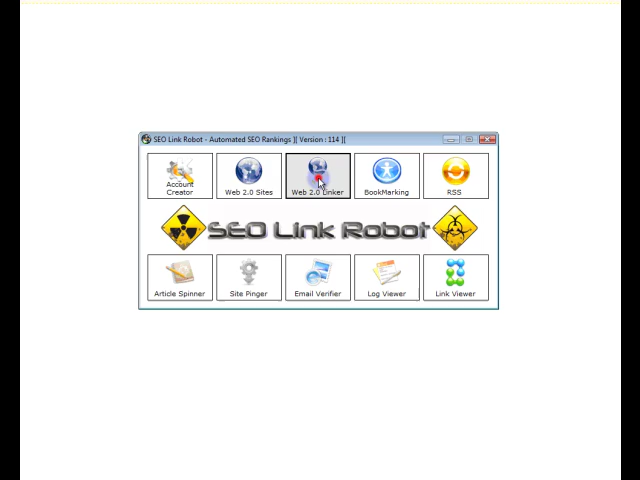 SEO Link Robot - Automated SEO Rankings ][ Version : 114 ][
Account Creator
Web 2.0 Sites
Web 2.0 Linker
BookMarking
RSS
SEO Link Robot
Article Spinner
Site Pinger
Email Verifier
Log Viewer
Link Viewer